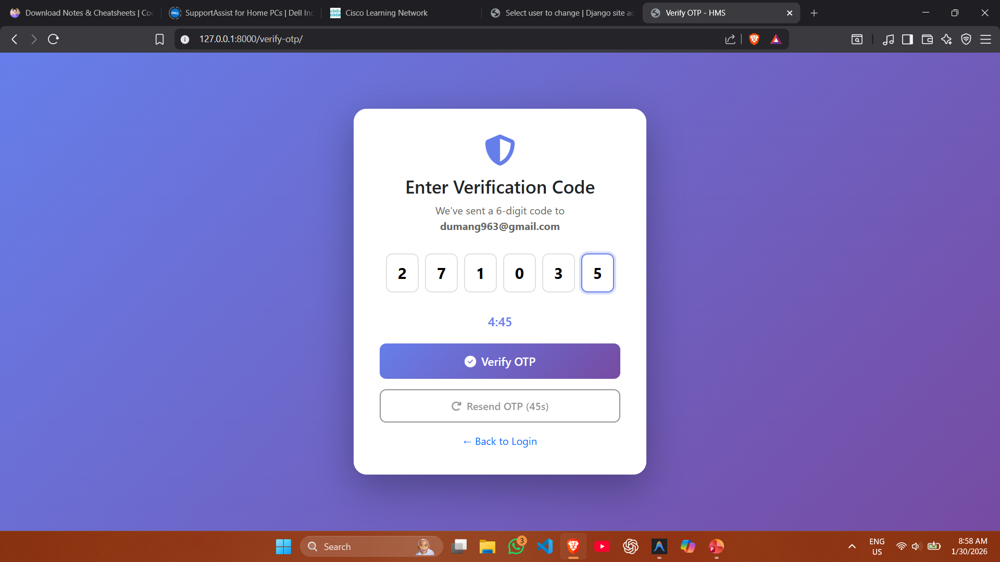 Download Notes & Cheatsheets | Coc
SupportAssist for Home PCs | Dell Ind
Cisco Learning Network
Select user to change | Django site ad
Verify OTP - HMS
127.0.0.1:8000/verify-otp/
Enter Verification Code
We've sent a 6-digit code to
dumang963@gmail.com
2 7 1 0 3 5
4:45
Verify OTP
Resend OTP (45s)
← Back to Login
Search
3
ENG
US
8:58 AM
1/30/2026